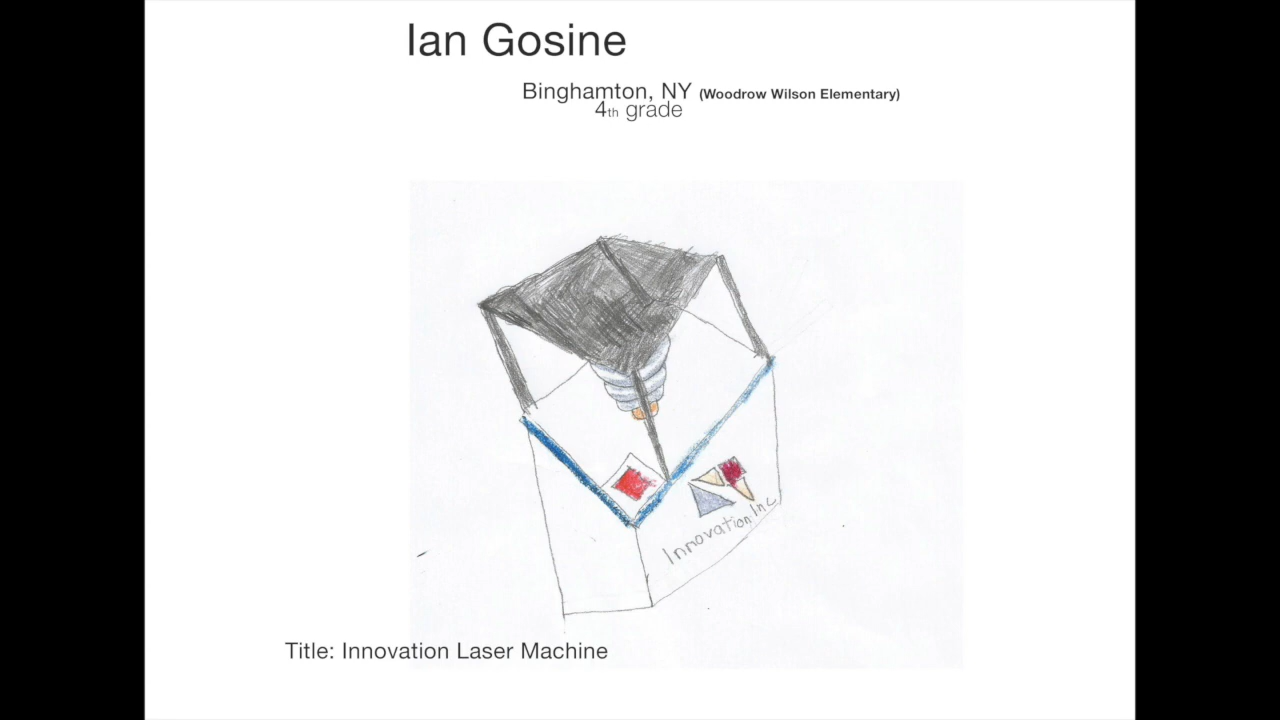 Ian Gosine
Binghamton, NY (Woodrow Wilson Elementary)
4th grade
Innovation Inc
Title: Innovation Laser Machine